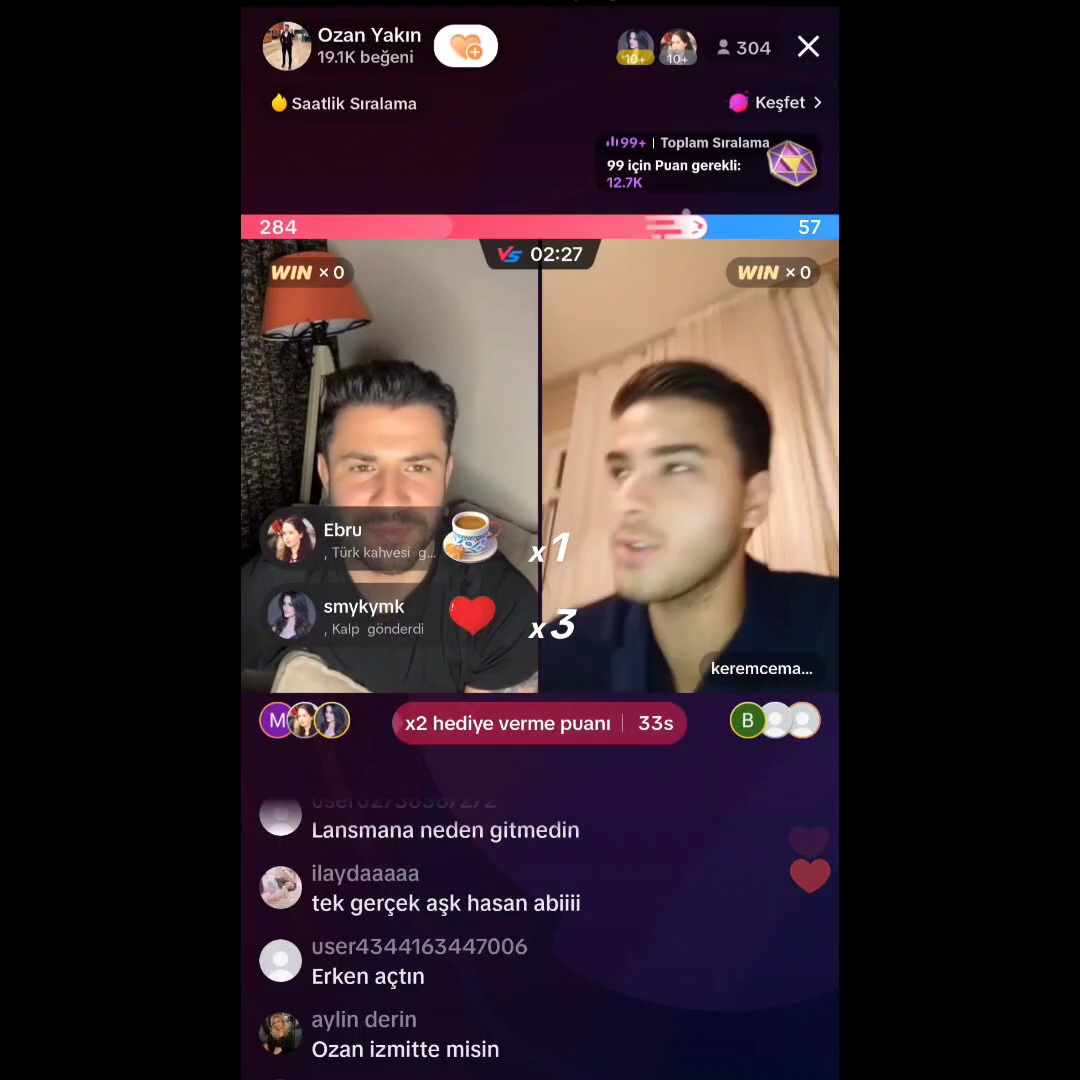 Ozan Yakın
19.1K beğeni
10+
10+
304
Saatlik Sıralama
Keşfet
99+ | Toplam Sıralama
99 için Puan gerekli:
12.7K
284
57
VS 02:27
WIN × 0
WIN × 0
Ebru
, Türk kahvesi g...
x1
smykymk
, Kalp gönderdi
x3
keremcema...
M
x2 hediye verme puanı | 33s
B
Lansmana neden gitmedin
ilaydaaaaa
tek gerçek aşk hasan abiiii
user4344163447006
Erken açtın
aylin derin
Ozan izmitte misin